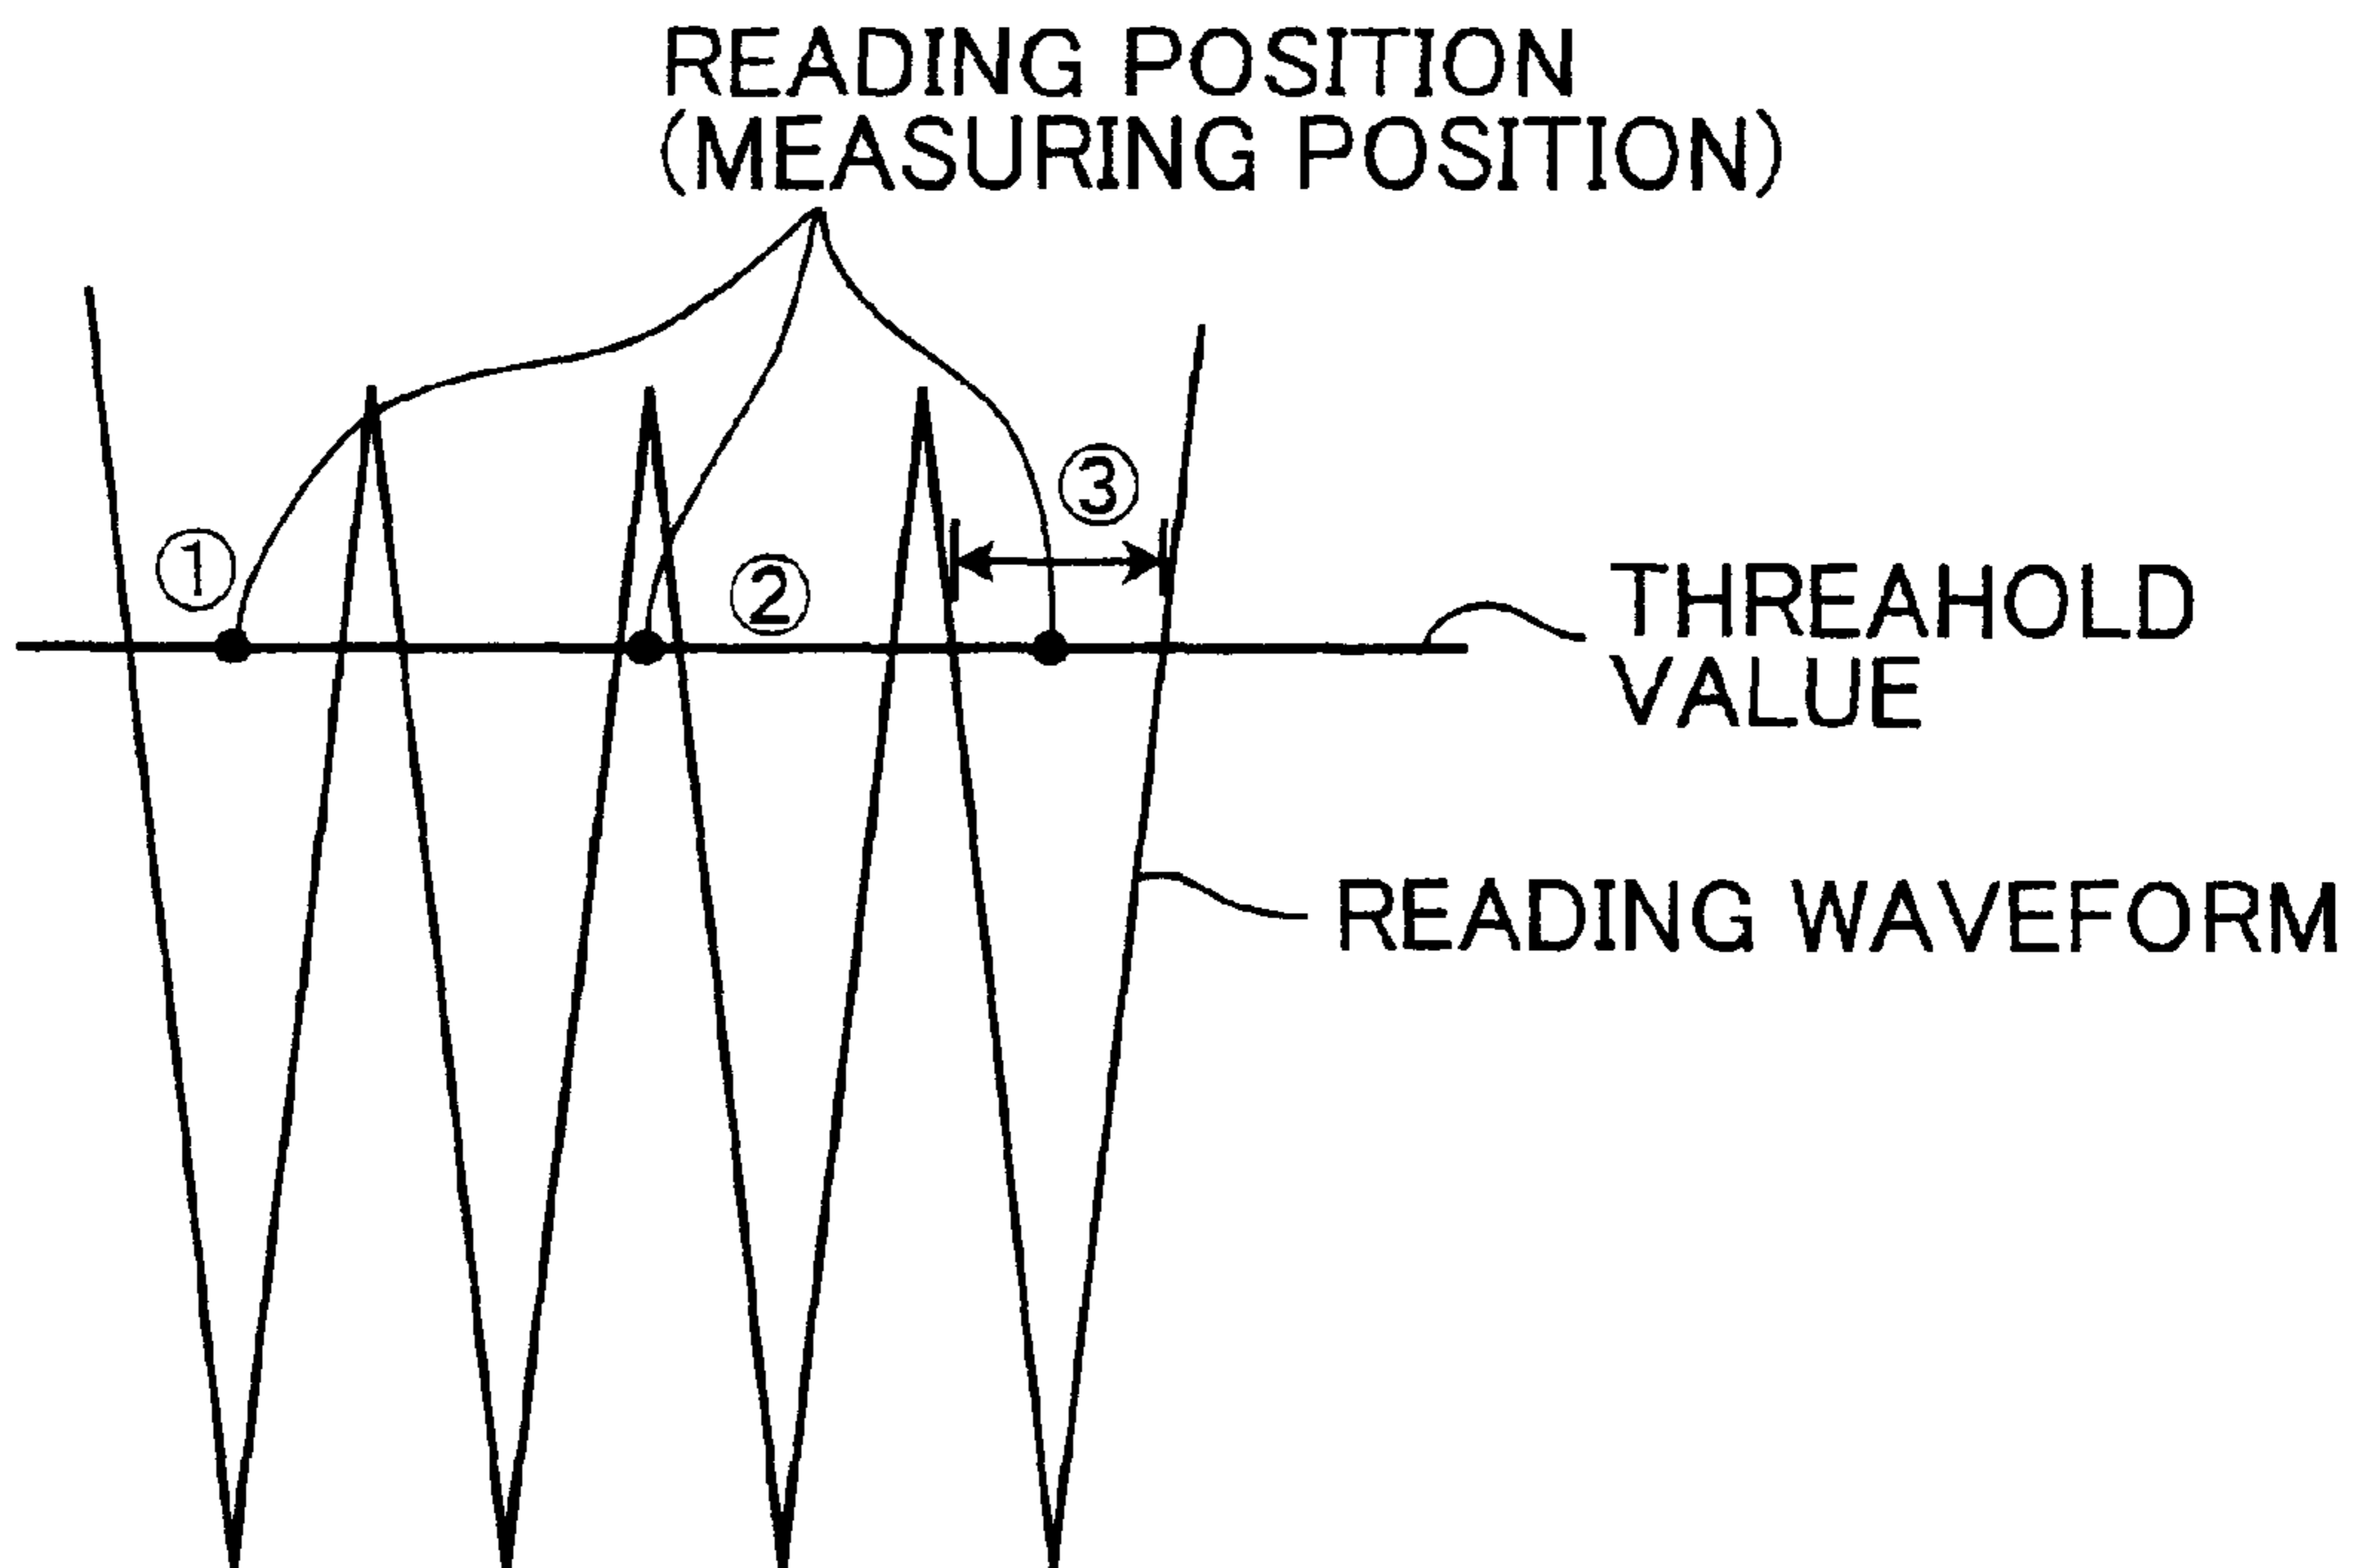 READING POSITION
(MEASURING POSITION)
③
①
②
THREAHOLD
VALUE
READING WAVEFORM